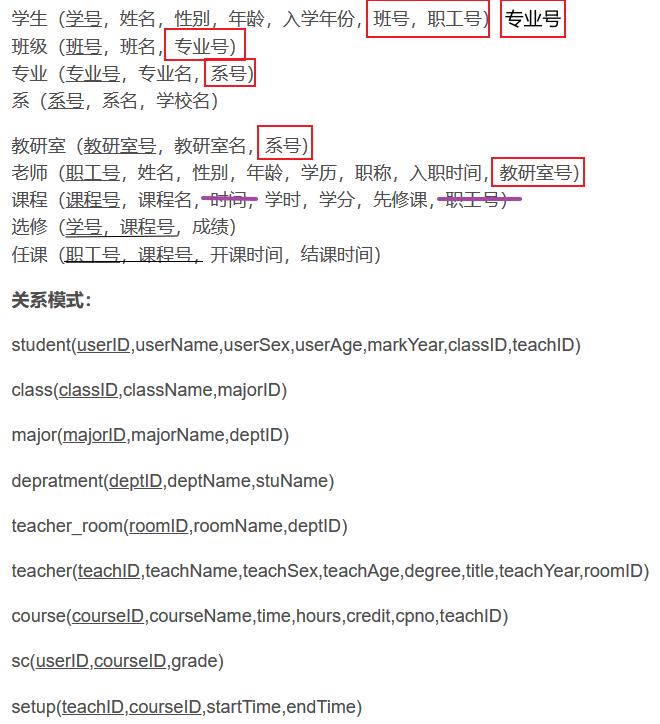 学生（学号，姓名，性别，年龄，入学年份，班号，职工号） 专业号
班级（班号，班名，专业号）
专业（专业号，专业名，系号）
系（系号，系名，学校名）
教研室（教研室号，教研室名，系号）
老师（职工号，姓名，性别，年龄，学历，职称，入职时间，教研室号）
课程（课程号，课程名，时间，学时，学分，先修课，职工号）
选修（学号，课程号，成绩）
任课（职工号，课程号，开课时间，结课时间）
关系模式：
student(userID,userName,userSex,userAge,markYear,classID,teachID)
class(classID,className,majorID)
major(majorID,majorName,deptID)
depratment(deptID,deptName,stuName)
teacher_room(roomID,roomName,deptID)
teacher(teachID,teachName,teachSex,teachAge,degree,title,teachYear,roomID)
course(courseID,courseName,time,hours,credit,cpno,teachID)
sc(userID,courseID,grade)
setup(teachID,courseID,startTime,endTime)